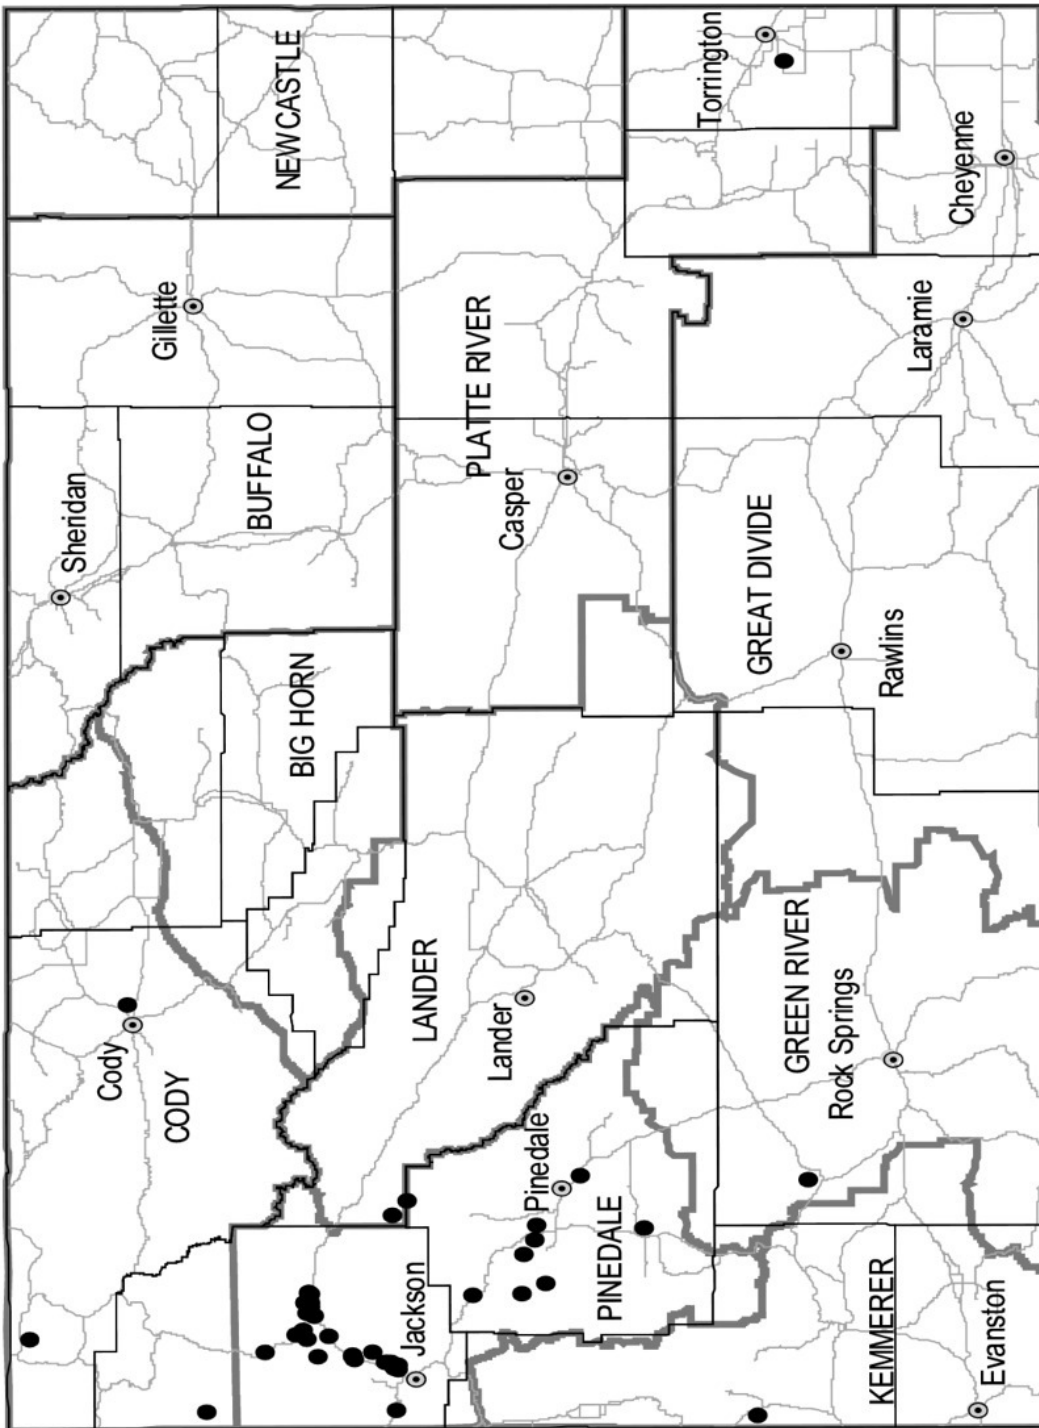 Sheridan
Gillette
NEWCASTLE
Cody
CODY
BIG HORN
BUFFALO
Jackson
LANDER
Lander
Casper
PLATTE RIVER
Torrington
Pinedale
PINEDALE
GREAT DIVIDE
Rawlins
Laramie
Cheyenne
KEMMERER
Evanston
GREEN RIVER
Rock Springs